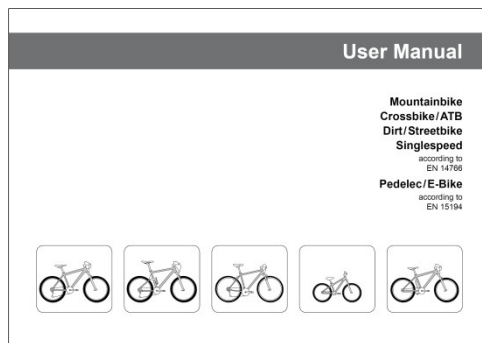 User Manual
Mountainbike
Crossbike/ATB
Dirt/Streetbike
Singlespeed
according to
EN 14766
Pedelec/E-Bike
according to
EN 15194